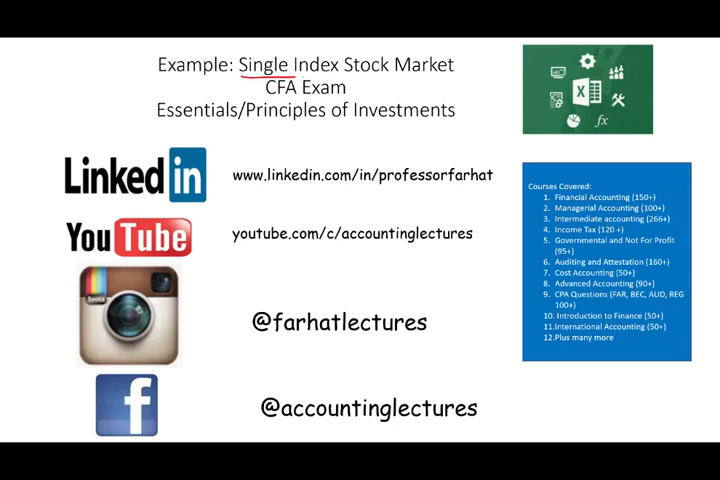 Example: Single Index Stock Market
CFA Exam
Essentials/Principles of Investments
Linked in
www.linkedin.com/in/professorfarhat
YouTube
youtube.com/c/accountinglectures
@farhatlectures
f
@accountinglectures
X
fx
Courses Covered:
1. Financial Accounting (150+)
2. Managerial Accounting (100+)
3. Intermediate accounting (266+)
4. Income Tax (120 +)
5. Governmental and Not For Profit
(95+)
6. Auditing and Attestation (160+)
7. Cost Accounting (50+)
8. Advanced Accounting (90+)
9. CPA Questions (FAR, BEC, AUD, REG
100+)
10. Introduction to Finance (50+)
11.International Accounting (50+)
12.Plus many more